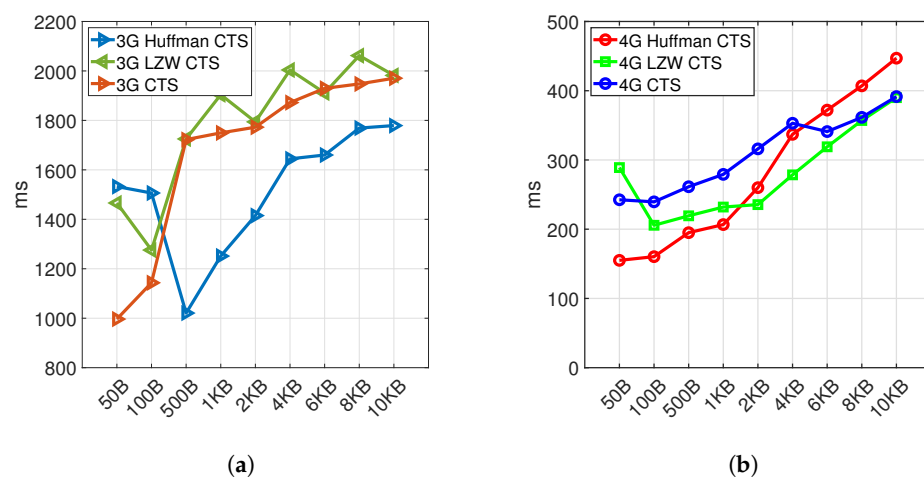 2200
2000
1800
1600
1400
1200
1000
800
ms
3G Huffman CTS
3G LZW CTS
3G CTS
50B
100B
500B
1KB
2KB
4KB
6KB
8KB
10KB
(a)
500
400
300
200
100
0
ms
4G Huffman CTS
4G LZW CTS
4G CTS
50B
100B
500B
1KB
2KB
4KB
6KB
8KB
10KB
(b)